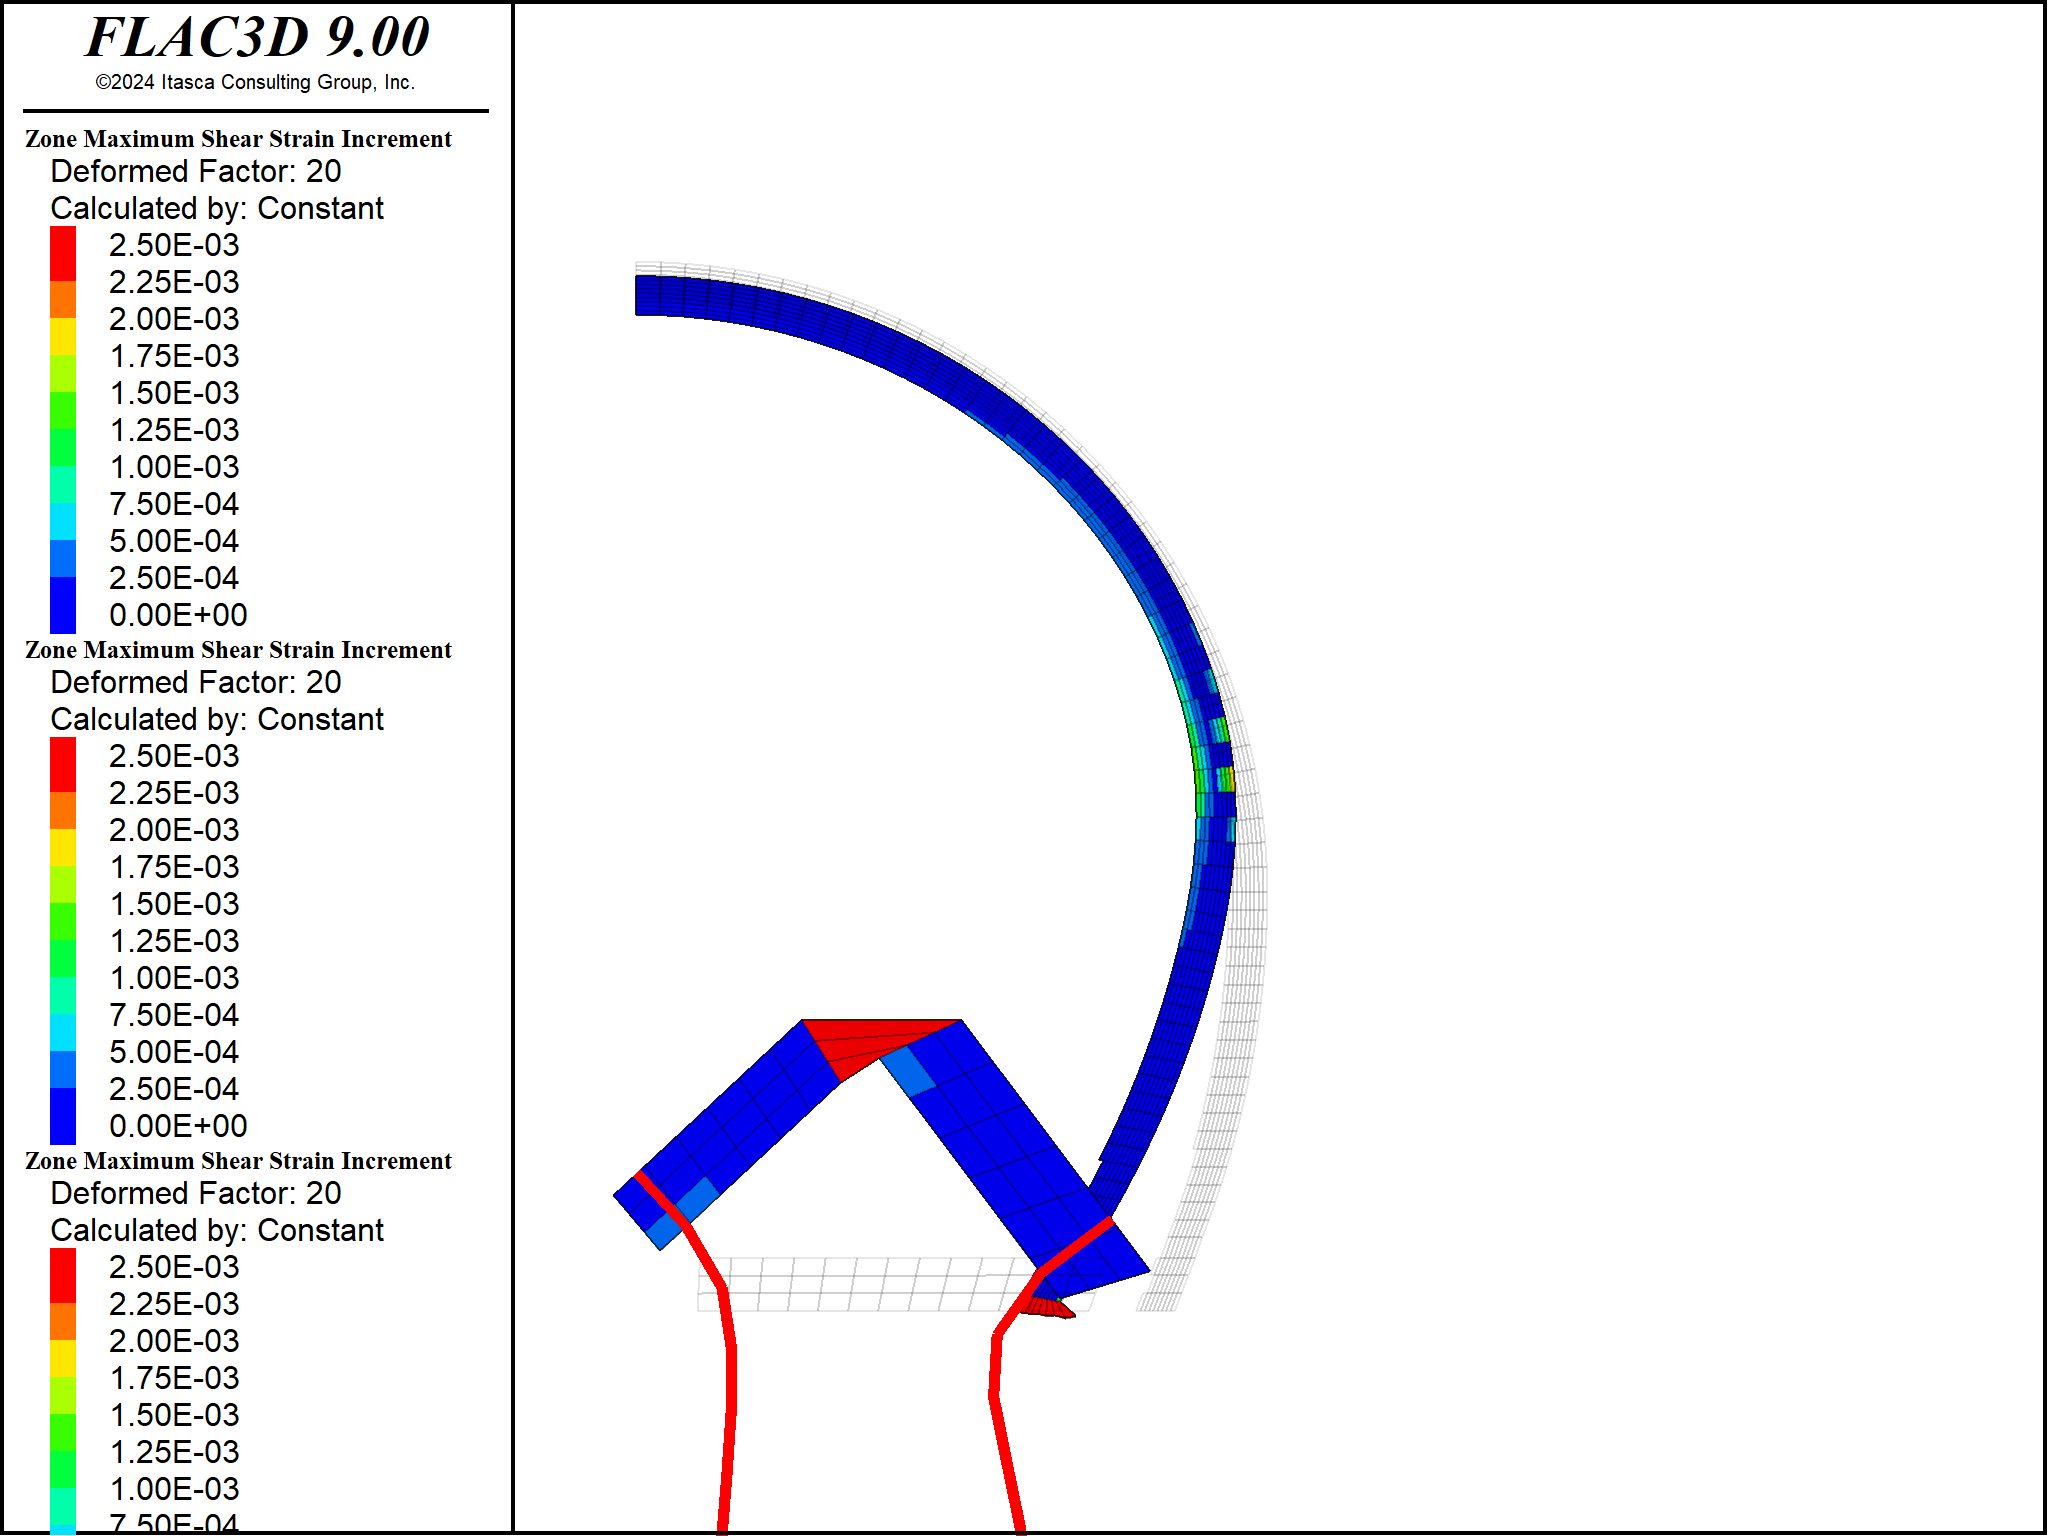 FLAC3D 9.00
©2024 Itasca Consulting Group, Inc.
Zone Maximum Shear Strain Increment
Deformed Factor: 20
Calculated by: Constant
2.50E-03
2.25E-03
2.00E-03
1.75E-03
1.50E-03
1.25E-03
1.00E-03
7.50E-04
5.00E-04
2.50E-04
0.00E+00
Zone Maximum Shear Strain Increment
Deformed Factor: 20
Calculated by: Constant
2.50E-03
2.25E-03
2.00E-03
1.75E-03
1.50E-03
1.25E-03
1.00E-03
7.50E-04
5.00E-04
2.50E-04
0.00E+00
Zone Maximum Shear Strain Increment
Deformed Factor: 20
Calculated by: Constant
2.50E-03
2.25E-03
2.00E-03
1.75E-03
1.50E-03
1.25E-03
1.00E-03
7.50E-04